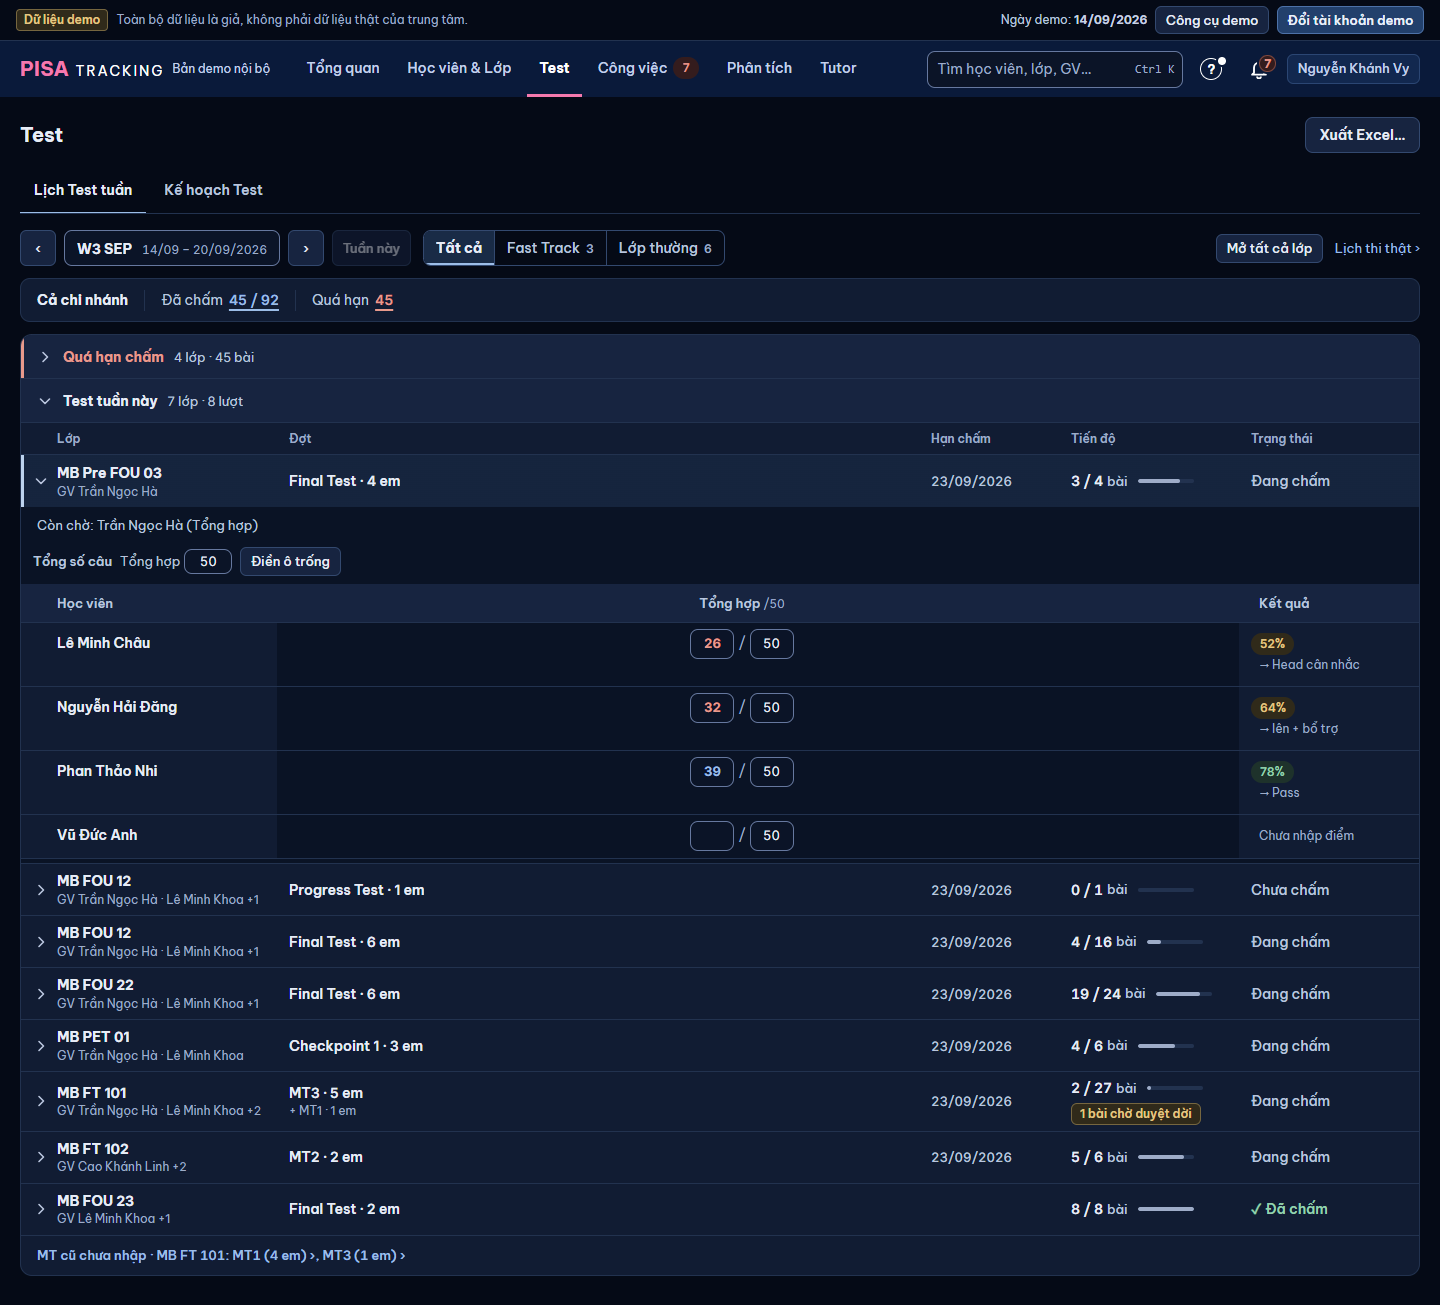 Dữ liệu demo Toàn bộ dữ liệu là giả, không phải dữ liệu thật của trung tâm. Ngày demo: 14/09/2026 Công cụ demo Đổi tài khoản demo
PISA TRACKING Bản demo nội bộ Tổng quan Học viên & Lớp Test Công việc 7 Phân tích Tutor Tìm học viên, lớp, GV... Ctrl K ? 7 Nguyễn Khánh Vy
Test Xuất Excel...
Lịch Test tuần Kế hoạch Test
‹ W3 SEP 14/09 – 20/09/2026 › Tuần này Tất cả Fast Track 3 Lớp thường 6 Mở tất cả lớp Lịch thi thật ›
Cả chi nhánh Đã chấm 45 / 92 Quá hạn 45
Quá hạn chấm 4 lớp · 45 bài
Test tuần này 7 lớp · 8 lượt
Lớp Đợt Hạn chấm Tiến độ Trạng thái
MB Pre FOU 03
GV Trần Ngọc Hà
Final Test · 4 em 23/09/2026 3 / 4 bài Đang chấm
Còn chờ: Trần Ngọc Hà (Tổng hợp)
Tổng số câu Tổng hợp 50 Điền ô trống
Học viên Tổng hợp /50 Kết quả
Lê Minh Châu 26 / 50 52%
→ Head cân nhắc
Nguyễn Hải Đăng 32 / 50 64%
→ lên + bổ trợ
Phan Thảo Nhi 39 / 50 78%
→ Pass
Vũ Đức Anh / 50 Chưa nhập điểm
MB FOU 12
GV Trần Ngọc Hà · Lê Minh Khoa +1
Progress Test · 1 em 23/09/2026 0 / 1 bài Chưa chấm
MB FOU 12
GV Trần Ngọc Hà · Lê Minh Khoa +1
Final Test · 6 em 23/09/2026 4 / 16 bài Đang chấm
MB FOU 22
GV Trần Ngọc Hà · Lê Minh Khoa +1
Final Test · 6 em 23/09/2026 19 / 24 bài Đang chấm
MB PET 01
GV Trần Ngọc Hà · Lê Minh Khoa
Checkpoint 1 · 3 em 23/09/2026 4 / 6 bài Đang chấm
MB FT 101
GV Trần Ngọc Hà · Lê Minh Khoa +2
MT3 · 5 em
+ MT1 · 1 em
23/09/2026 2 / 27 bài
1 bài chờ duyệt dời
Đang chấm
MB FT 102
GV Cao Khánh Linh +2
MT2 · 2 em 23/09/2026 5 / 6 bài Đang chấm
MB FOU 23
GV Lê Minh Khoa +1
Final Test · 2 em 8 / 8 bài ✓ Đã chấm
MT cũ chưa nhập · MB FT 101: MT1 (4 em) ›, MT3 (1 em) ›